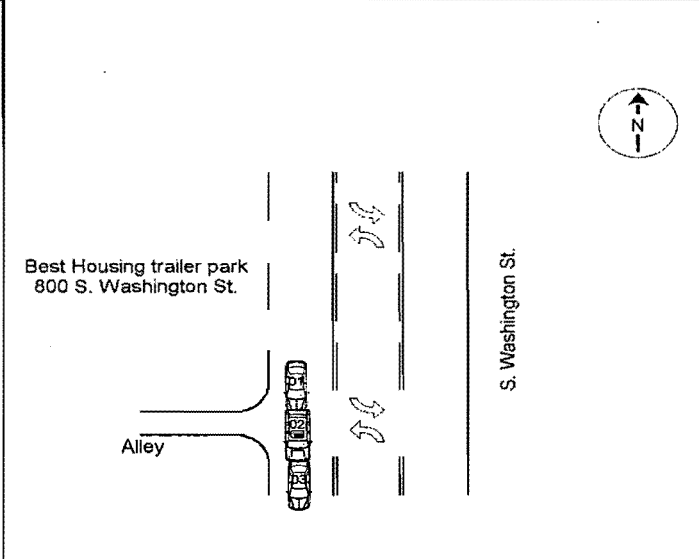 N
Best Housing trailer park
800 S. Washington St.
S. Washington St.
01
02
03
Alley